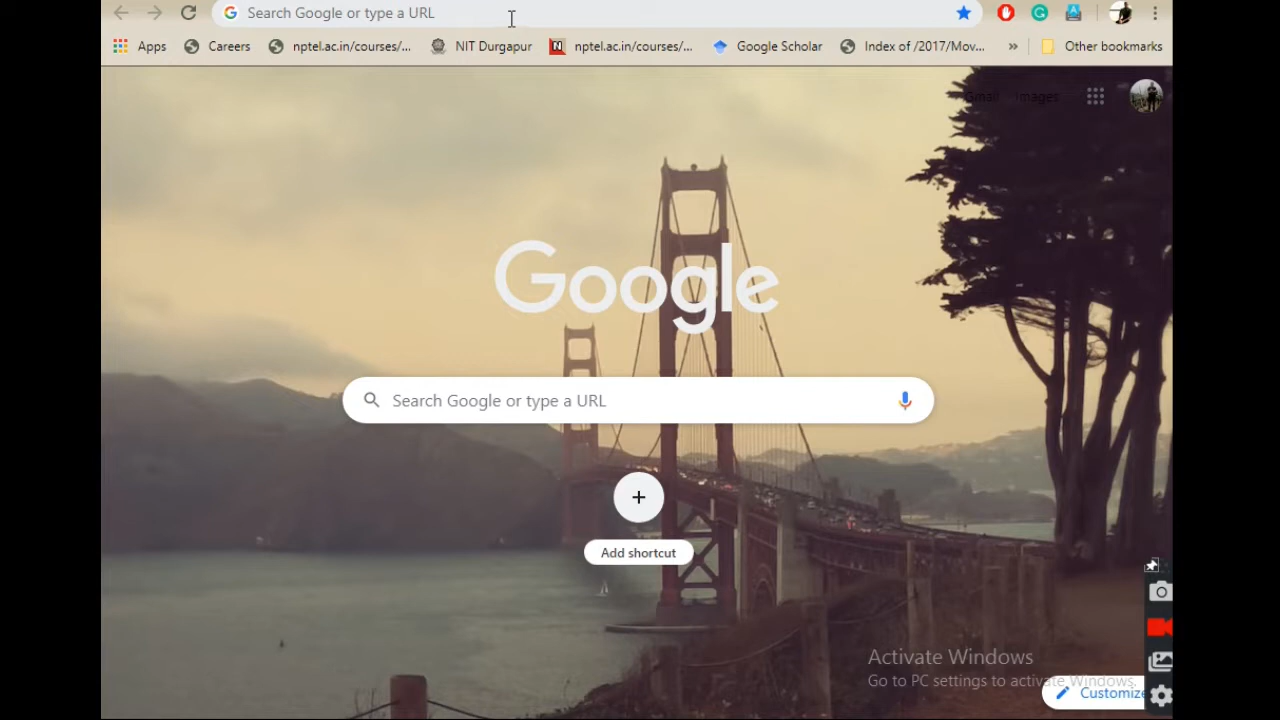 Search Google or type a URL
Apps
Careers
nptel.ac.in/courses/...
NIT Durgapur
N
nptel.ac.in/courses/...
Google Scholar
Index of /2017/Mov...
»
Other bookmarks
Gmail
Images
Google
Search Google or type a URL
+
Add shortcut
Activate Windows
Go to PC settings to activate Windows.
Customize